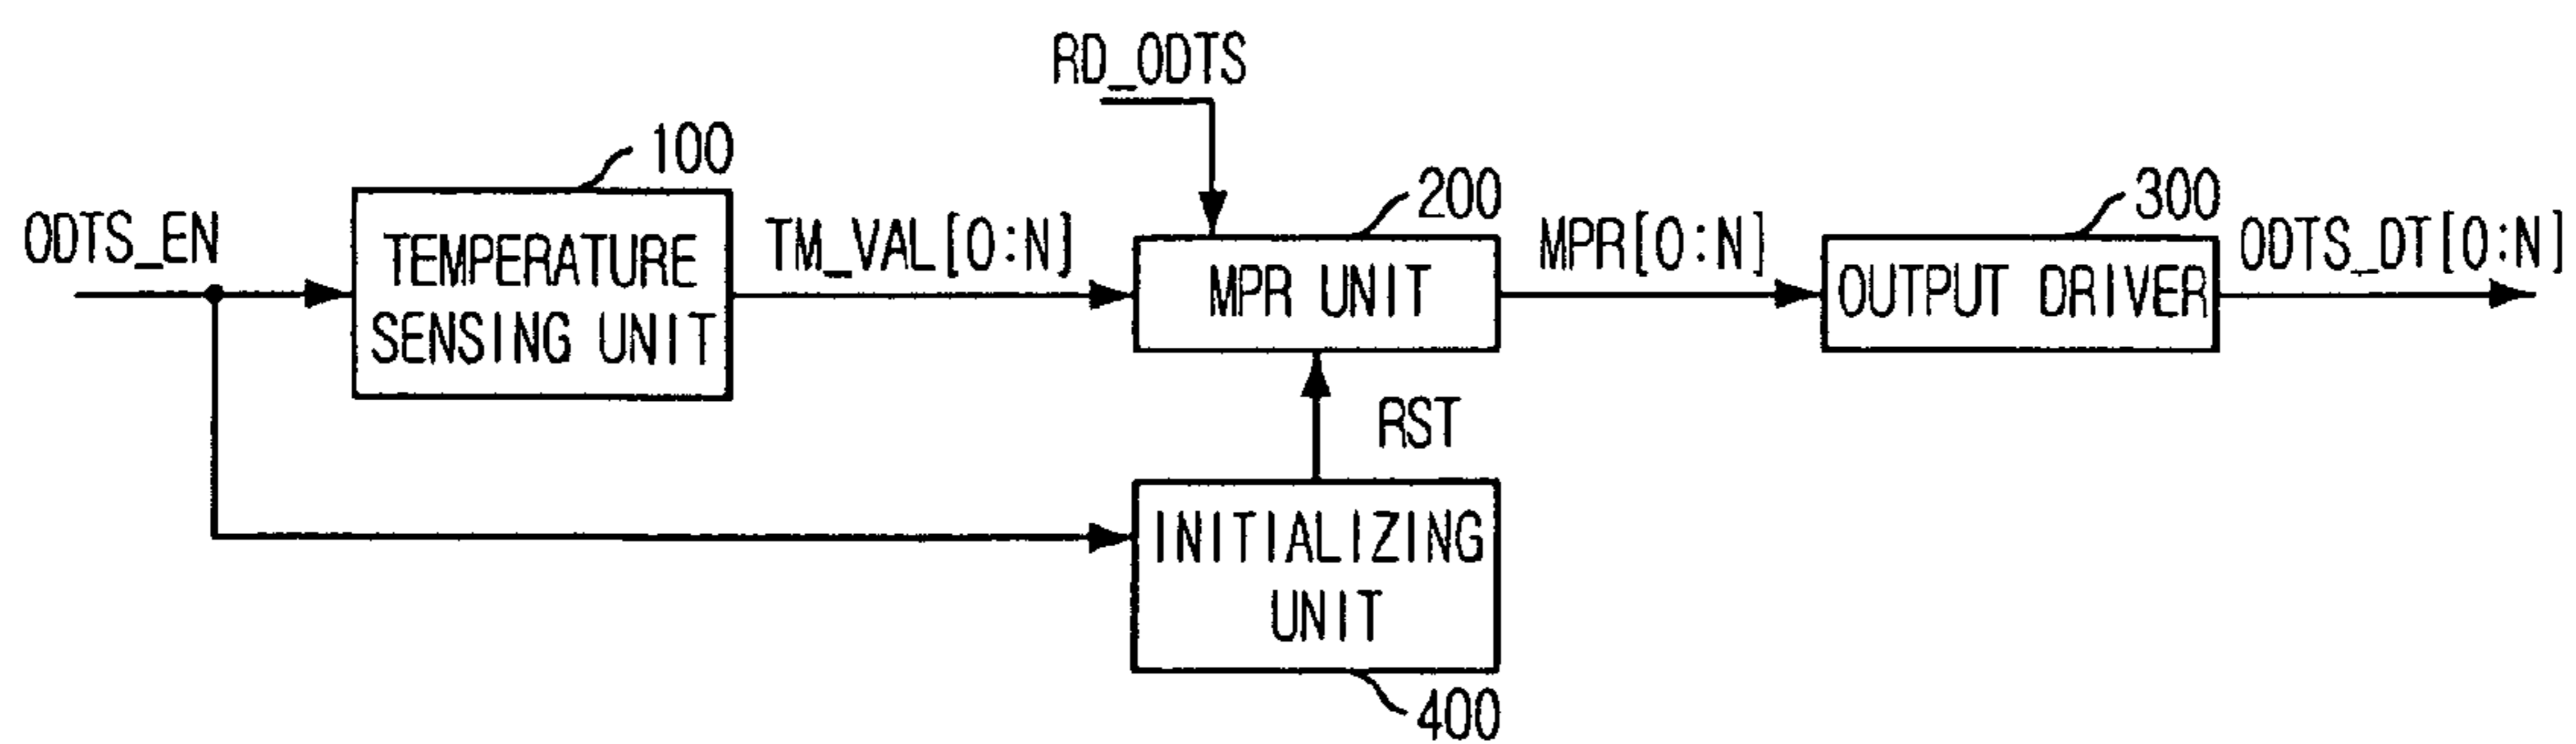 RD_ODTS
100
200
300
ODTS_EN
TEMPERATURE
SENSING UNIT
TM_VAL[0:N]
MPR UNIT
MPR[0:N]
OUTPUT DRIVER
ODTS_DT[0:N]
RST
INITIALIZING
UNIT
400